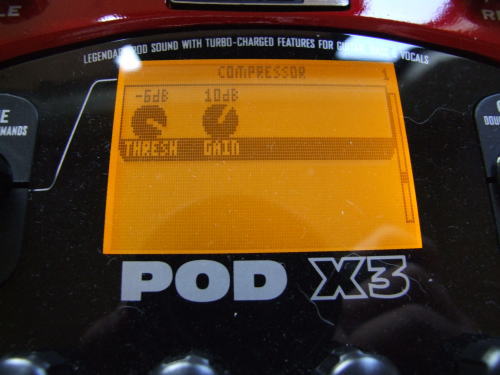 LEGENDARY POD SOUND WITH TURBO-CHARGED FEATURES FOR GUITAR, BASS & VOCALS
COMPRESSOR 1
-6dB 10dB
THRESH GAIN
POD X3